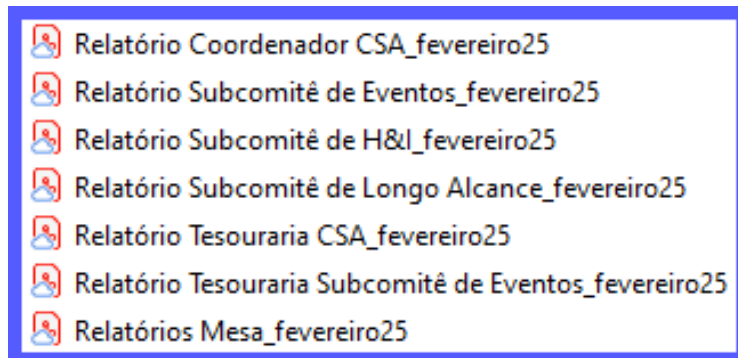 Relatório Coordenador CSA_fevereiro25
Relatório Subcomitê de Eventos_fevereiro25
Relatório Subcomitê de H&I_fevereiro25
Relatório Subcomitê de Longo Alcance_fevereiro25
Relatório Tesouraria CSA_fevereiro25
Relatório Tesouraria Subcomitê de Eventos_fevereiro25
Relatórios Mesa_fevereiro25